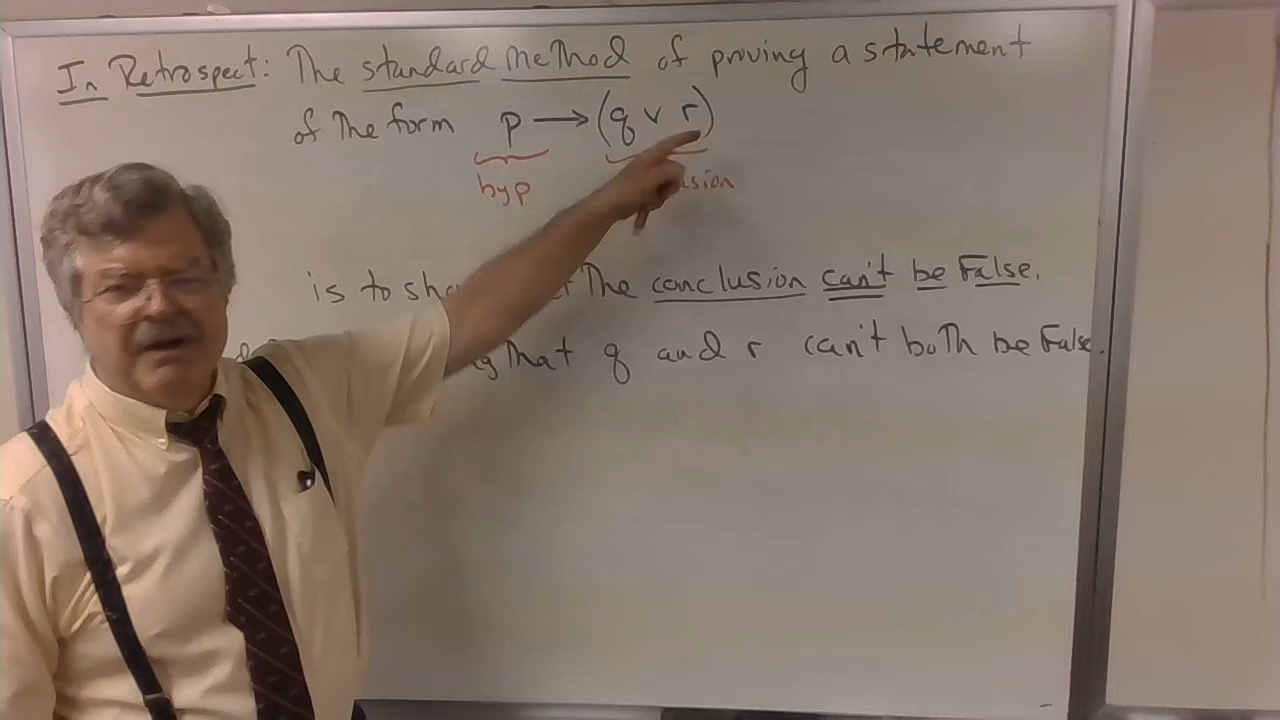 In Retrospect: The standard method of proving a statement
of the form p → (q ∨ r)
hyp
is to the conclusion can't be False.
that q and r can't both be False.